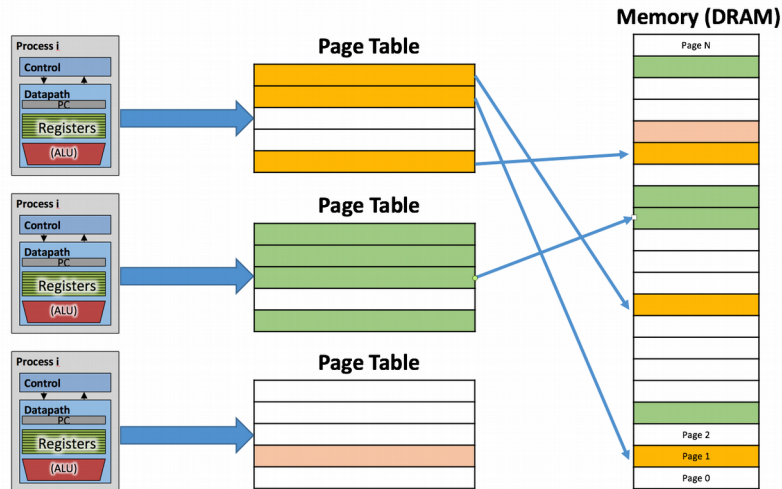 Memory (DRAM)
Page N
Process i
Control
Datapath
PC
Registers
(ALU)
Page Table
Process i
Control
Datapath
PC
Registers
(ALU)
Page Table
Process i
Control
Datapath
PC
Registers
(ALU)
Page Table
Page 2
Page 1
Page 0